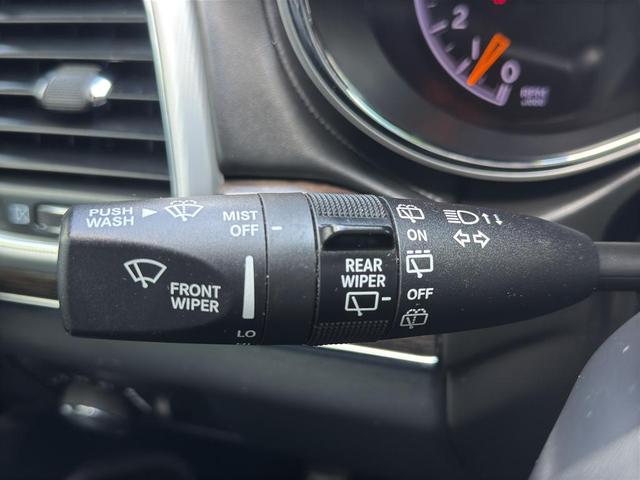 2
1
0
PUSH
WASH
MIST
OFF
FRONT
WIPER
LO
REAR
WIPER
ON
OFF